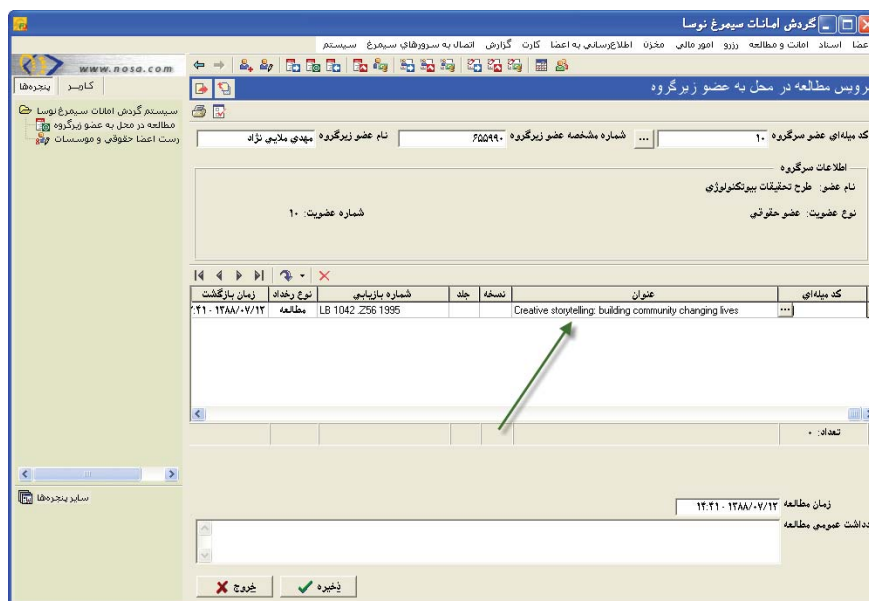 گردش امانات سیمرغ نوسا
اعضا اسناد امانت و مطالعه رزرو امور مالی مخزن اطلاع‌رسانی به اعضا کارت گزارش اتصال به سرورهای سیمرغ سیستم
www.nosa.com
کاربر پنجره‌ها
سیستم گردش امانات سیمرغ نوسا
مطالعه در محل به عضو زیرگروه
رست اعضا حقوقی و موسسات
رویس مطالعه در محل به عضو زیر گروه
کد میله‌ای عضو سرگروه ۱۰ ... شماره مشخصه عضو زیرگروه ۶۵۵۹۹۰ نام عضو زیرگروه مهدی ملایی نژاد
اطلاعات سرگروه
نام عضو: طرح تحقیقات بیوتکنولوژی
نوع عضویت: عضو حقوقی شماره عضویت: ۱۰
کد میله‌ای عنوان نسخه جلد شماره بازیابی نوع رخداد زمان بازگشت
... Creative storytelling: building community changing lives LB 1042 .Z56 1995 مطالعه ۱۳۸۸/۰۷/۱۲ - ۲:۴۱
تعداد: ۰
سایر پنجره‌ها
زمان مطالعه ۱۳۸۸/۰۷/۱۲ - ۱۴:۴۱
دداشت عمومی مطالعه
ذخیره خروج